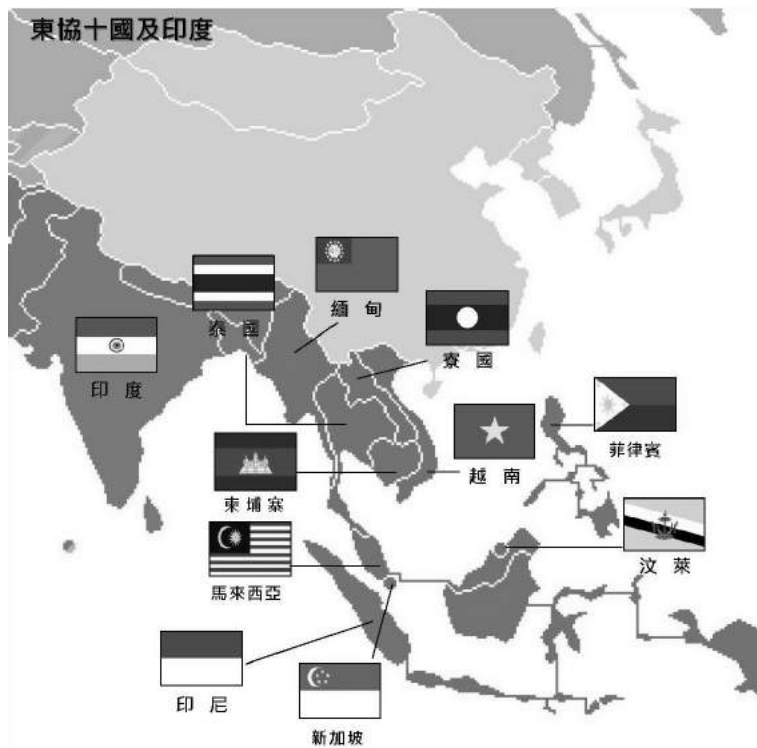 東協十國及印度
緬甸
泰國
寮國
印度
菲律賓
越南
柬埔寨
汶萊
馬來西亞
印尼
新加坡